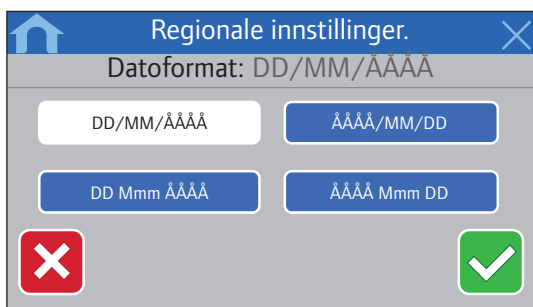 Regionale innstillinger.
Datoformat: DD/MM/ÅÅÅÅ
DD/MM/ÅÅÅÅ ÅÅÅÅ/MM/DD
DD Mmm ÅÅÅÅ ÅÅÅÅ Mmm DD